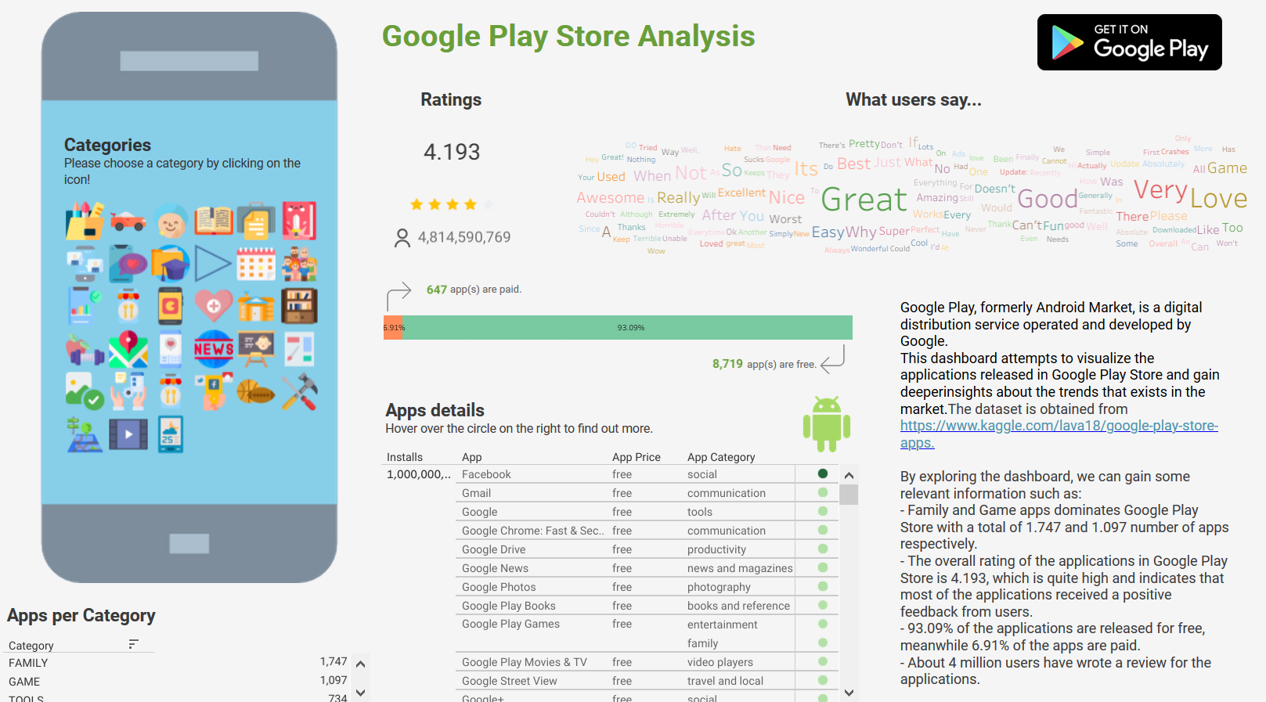 Google Play Store Analysis
GET IT ON
Google Play
Categories
Please choose a category by clicking on the
icon!
NEWS
25
Ratings
4.193
4,814,590,769
What users say...
GO Tried Way Well, Hate Need There's Pretty Don't If Lots Only
Hey Great! Nothing Sucks Google Its Do Best Just What On Ads love Been Finally We Cannot Simple First Crashes More Has
Your Used When Not As So Keeps They No Had One Update: Recently Hi Actually Update Absolutely. All Game
Awesome Is Really Will Excellent Nice To Great Everything For Doesn't Good Generally How Was In Very Love
Couldn't Although Extremely After You Worst Amazing Still Would Fantastic There Please
Since A Thanks Horrible Everytime Ok Another Simply New Easy Why Super Perfect Works Every Have Never Thank Can't Fun good Well Absolute Downloaded Like Too
Keep Terrible Unable Loved great Most Always Wonderful Could Cool I'd Even Needs Some Overall Can Won't
Wow
647 app(s) are paid.
6.91%
93.09%
8,719 app(s) are free.
Apps details
Hover over the circle on the right to find out more.
Installs App App Price App Category
1,000,000,.. Facebook free social
Gmail free communication
Google free tools
Google Chrome: Fast & Sec.. free communication
Google Drive free productivity
Google News free news and magazines
Google Photos free photography
Google Play Books free books and reference
Google Play Games free entertainment
family
Google Play Movies & TV free video players
Google Street View free travel and local
Google+ free social
Google Play, formerly Android Market, is a digital
distribution service operated and developed by
Google.
This dashboard attempts to visualize the
applications released in Google Play Store and gain
deeperinsights about the trends that exists in the
market.The dataset is obtained from
https://www.kaggle.com/lava18/google-play-store-
apps.
By exploring the dashboard, we can gain some
relevant information such as:
- Family and Game apps dominates Google Play
Store with a total of 1.747 and 1.097 number of apps
respectively.
- The overall rating of the applications in Google Play
Store is 4.193, which is quite high and indicates that
most of the applications received a positive
feedback from users.
- 93.09% of the applications are released for free,
meanwhile 6.91% of the apps are paid.
- About 4 million users have wrote a review for the
applications.
Apps per Category
Category
FAMILY 1,747
GAME 1,097
TOOLS 734